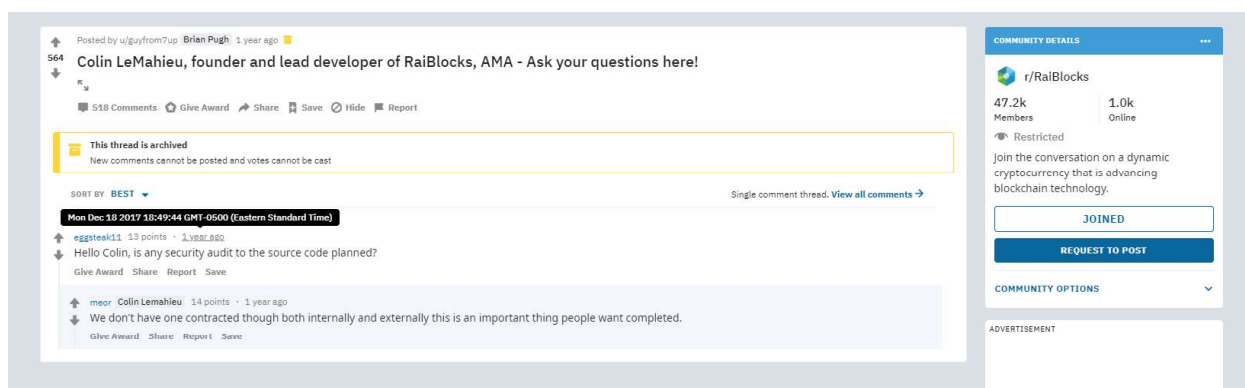 Posted by u/guyfrom7up Brian Pugh 1 year ago
564
Colin LeMahieu, founder and lead developer of RaiBlocks, AMA - Ask your questions here!
518 Comments Give Award Share Save Hide Report
This thread is archived
New comments cannot be posted and votes cannot be cast
SORT BY BEST
Single comment thread. View all comments →
Mon Dec 18 2017 18:49:44 GMT-0500 (Eastern Standard Time)
eggsteak11 13 points · 1 year ago
Hello Colin, is any security audit to the source code planned?
Give Award Share Report Save
meor Colin Lemahieu 14 points · 1 year ago
We don't have one contracted though both internally and externally this is an important thing people want completed.
Give Award Share Report Save
COMMUNITY DETAILS ...
r/RaiBlocks
47.2k 1.0k
Members Online
Restricted
Join the conversation on a dynamic
cryptocurrency that is advancing
blockchain technology.
JOINED
REQUEST TO POST
COMMUNITY OPTIONS
ADVERTISEMENT